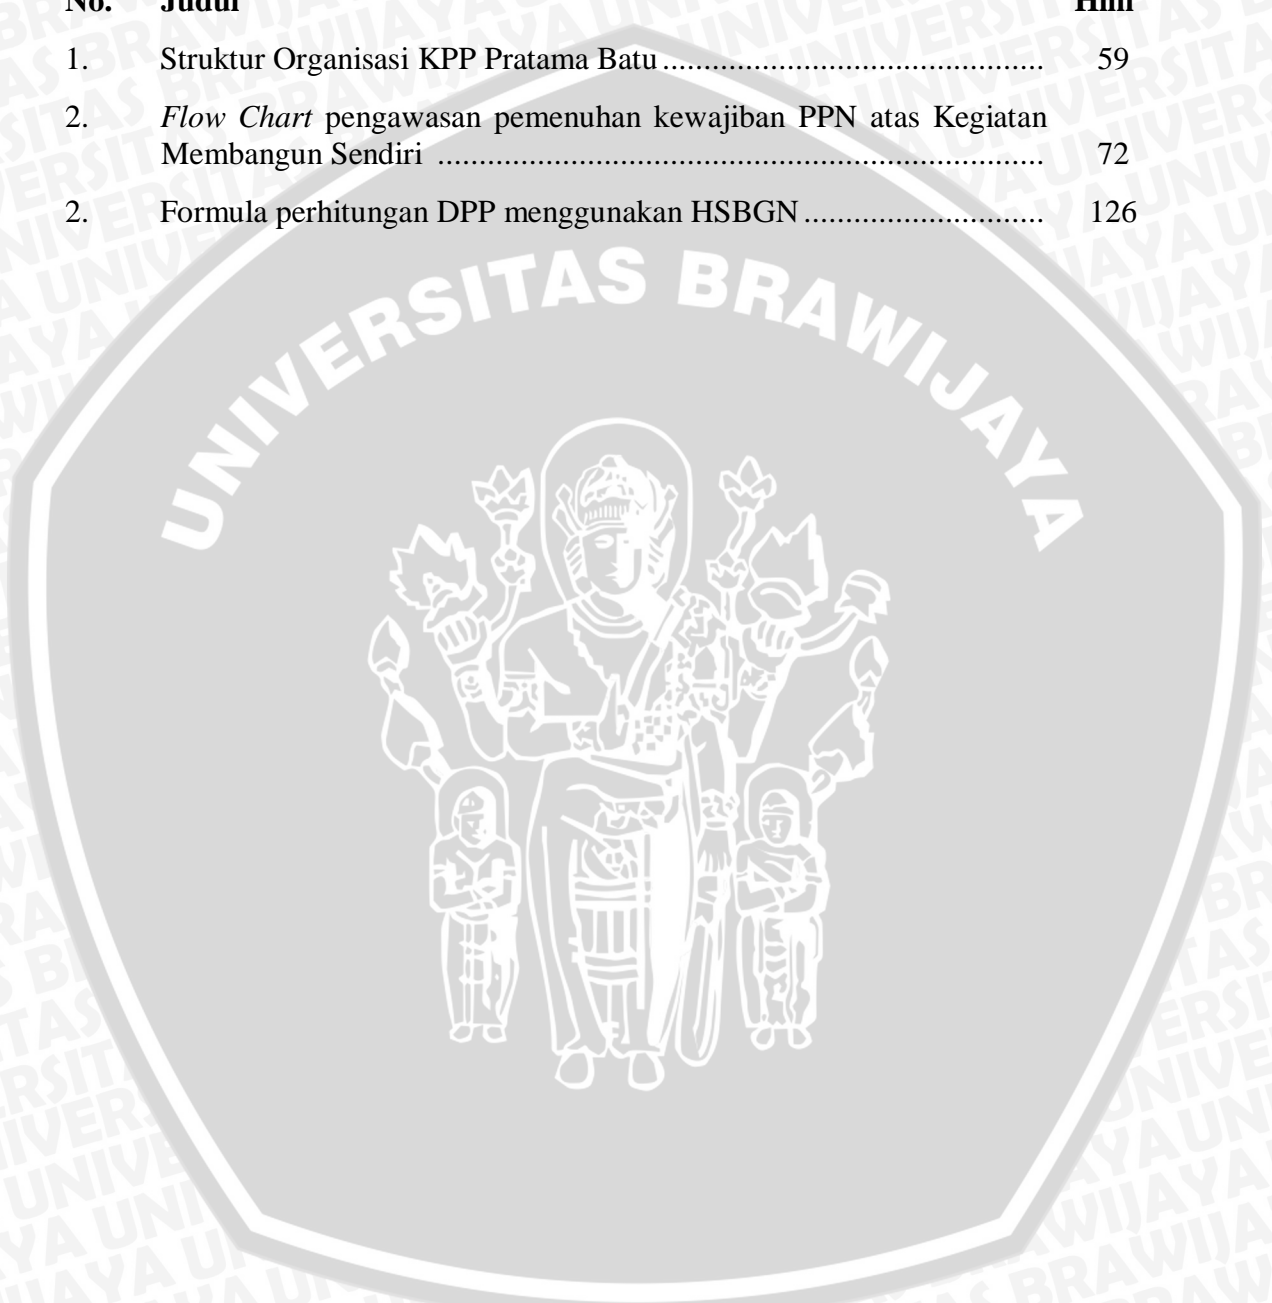 No. Judul Hlm
1. Struktur Organisasi KPP Pratama Batu ............................................... 59
2. Flow Chart pengawasan pemenuhan kewajiban PPN atas Kegiatan
Membangun Sendiri .......................................................................... 72
2. Formula perhitungan DPP menggunakan HSBGN ............................. 126
UNIVERSITAS BRAWIJAYA